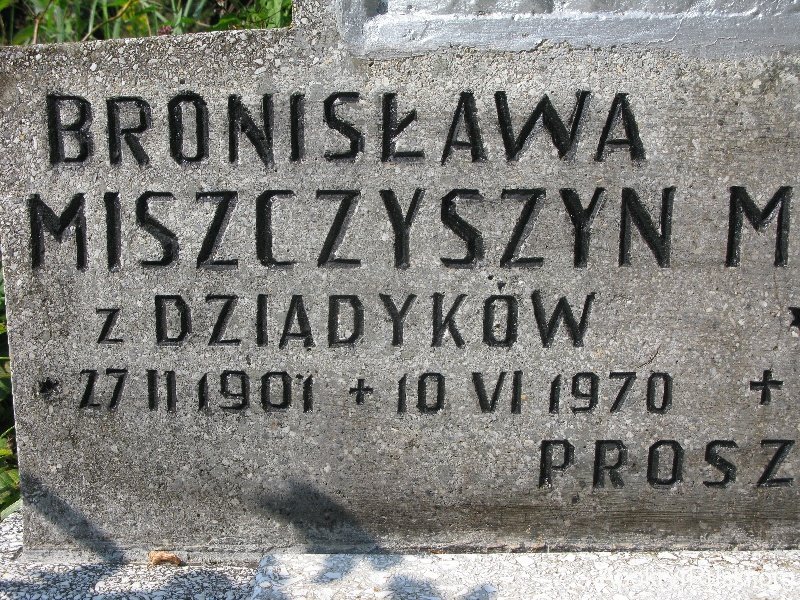 BRONISŁAWA
MISZCZYSZYN M
z DZIADYKÓW *
* 27 II 1901 + 10 VI 1970 +
PROSZ